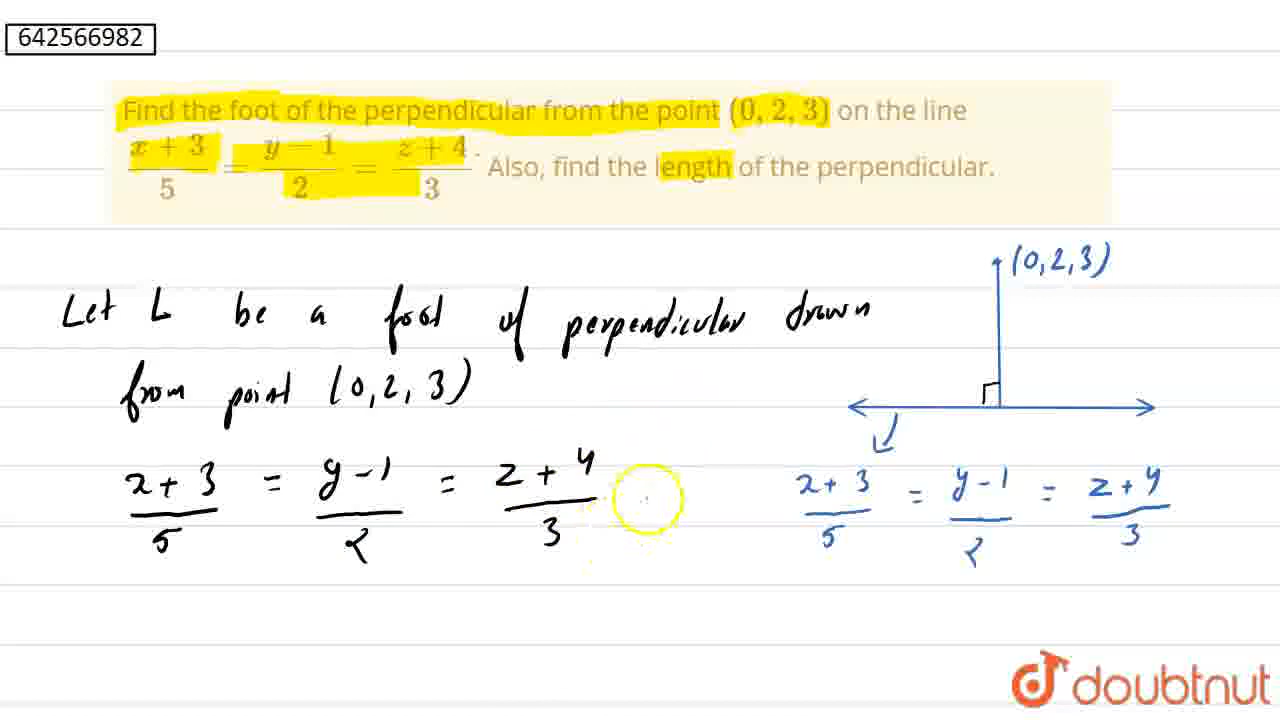 642566982
Find the foot of the perpendicular from the point (0, 2, 3) on the line
x + 3 / 5 = y − 1 / 2 = z + 4 / 3 . Also, find the length of the perpendicular.
(0, 2, 3)
Let L be a foot of perpendicular drawn
from point (0, 2, 3)
x + 3 / 5 = y - 1 / 2 = z + 4 / 3
x + 3 / 5 = y - 1 / 2 = z + 4 / 3
doubtnut